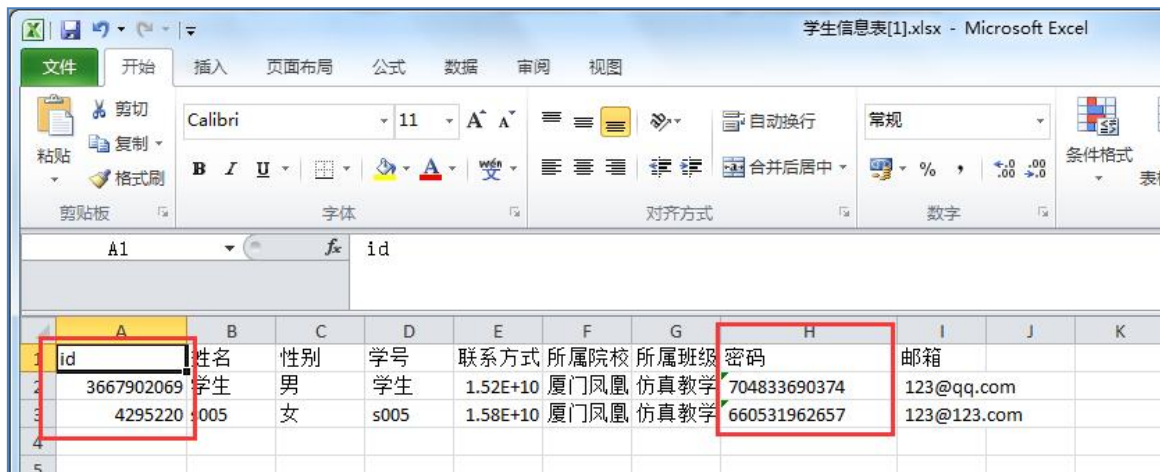 学生信息表[1].xlsx - Microsoft Excel
文件 开始 插入 页面布局 公式 数据 审阅 视图
剪切
Calibri 11 A A 自动换行 常规
复制
粘贴 条件格式
格式刷 B I U A wén 文 合并后居中 % , .0 .00 .00 .0 表
剪贴板 字体 对齐方式 数字
A1 fx id
A B C D E F G H I J K
1 id 姓名 性别 学号 联系方式 所属院校 所属班级 密码 邮箱
2 3667902069 学生 男 学生 1.52E+10 厦门凤凰 仿真教学 704833690374 123@qq.com
3 4295220 s005 女 s005 1.58E+10 厦门凤凰 仿真教学 660531962657 123@123.com
4
5